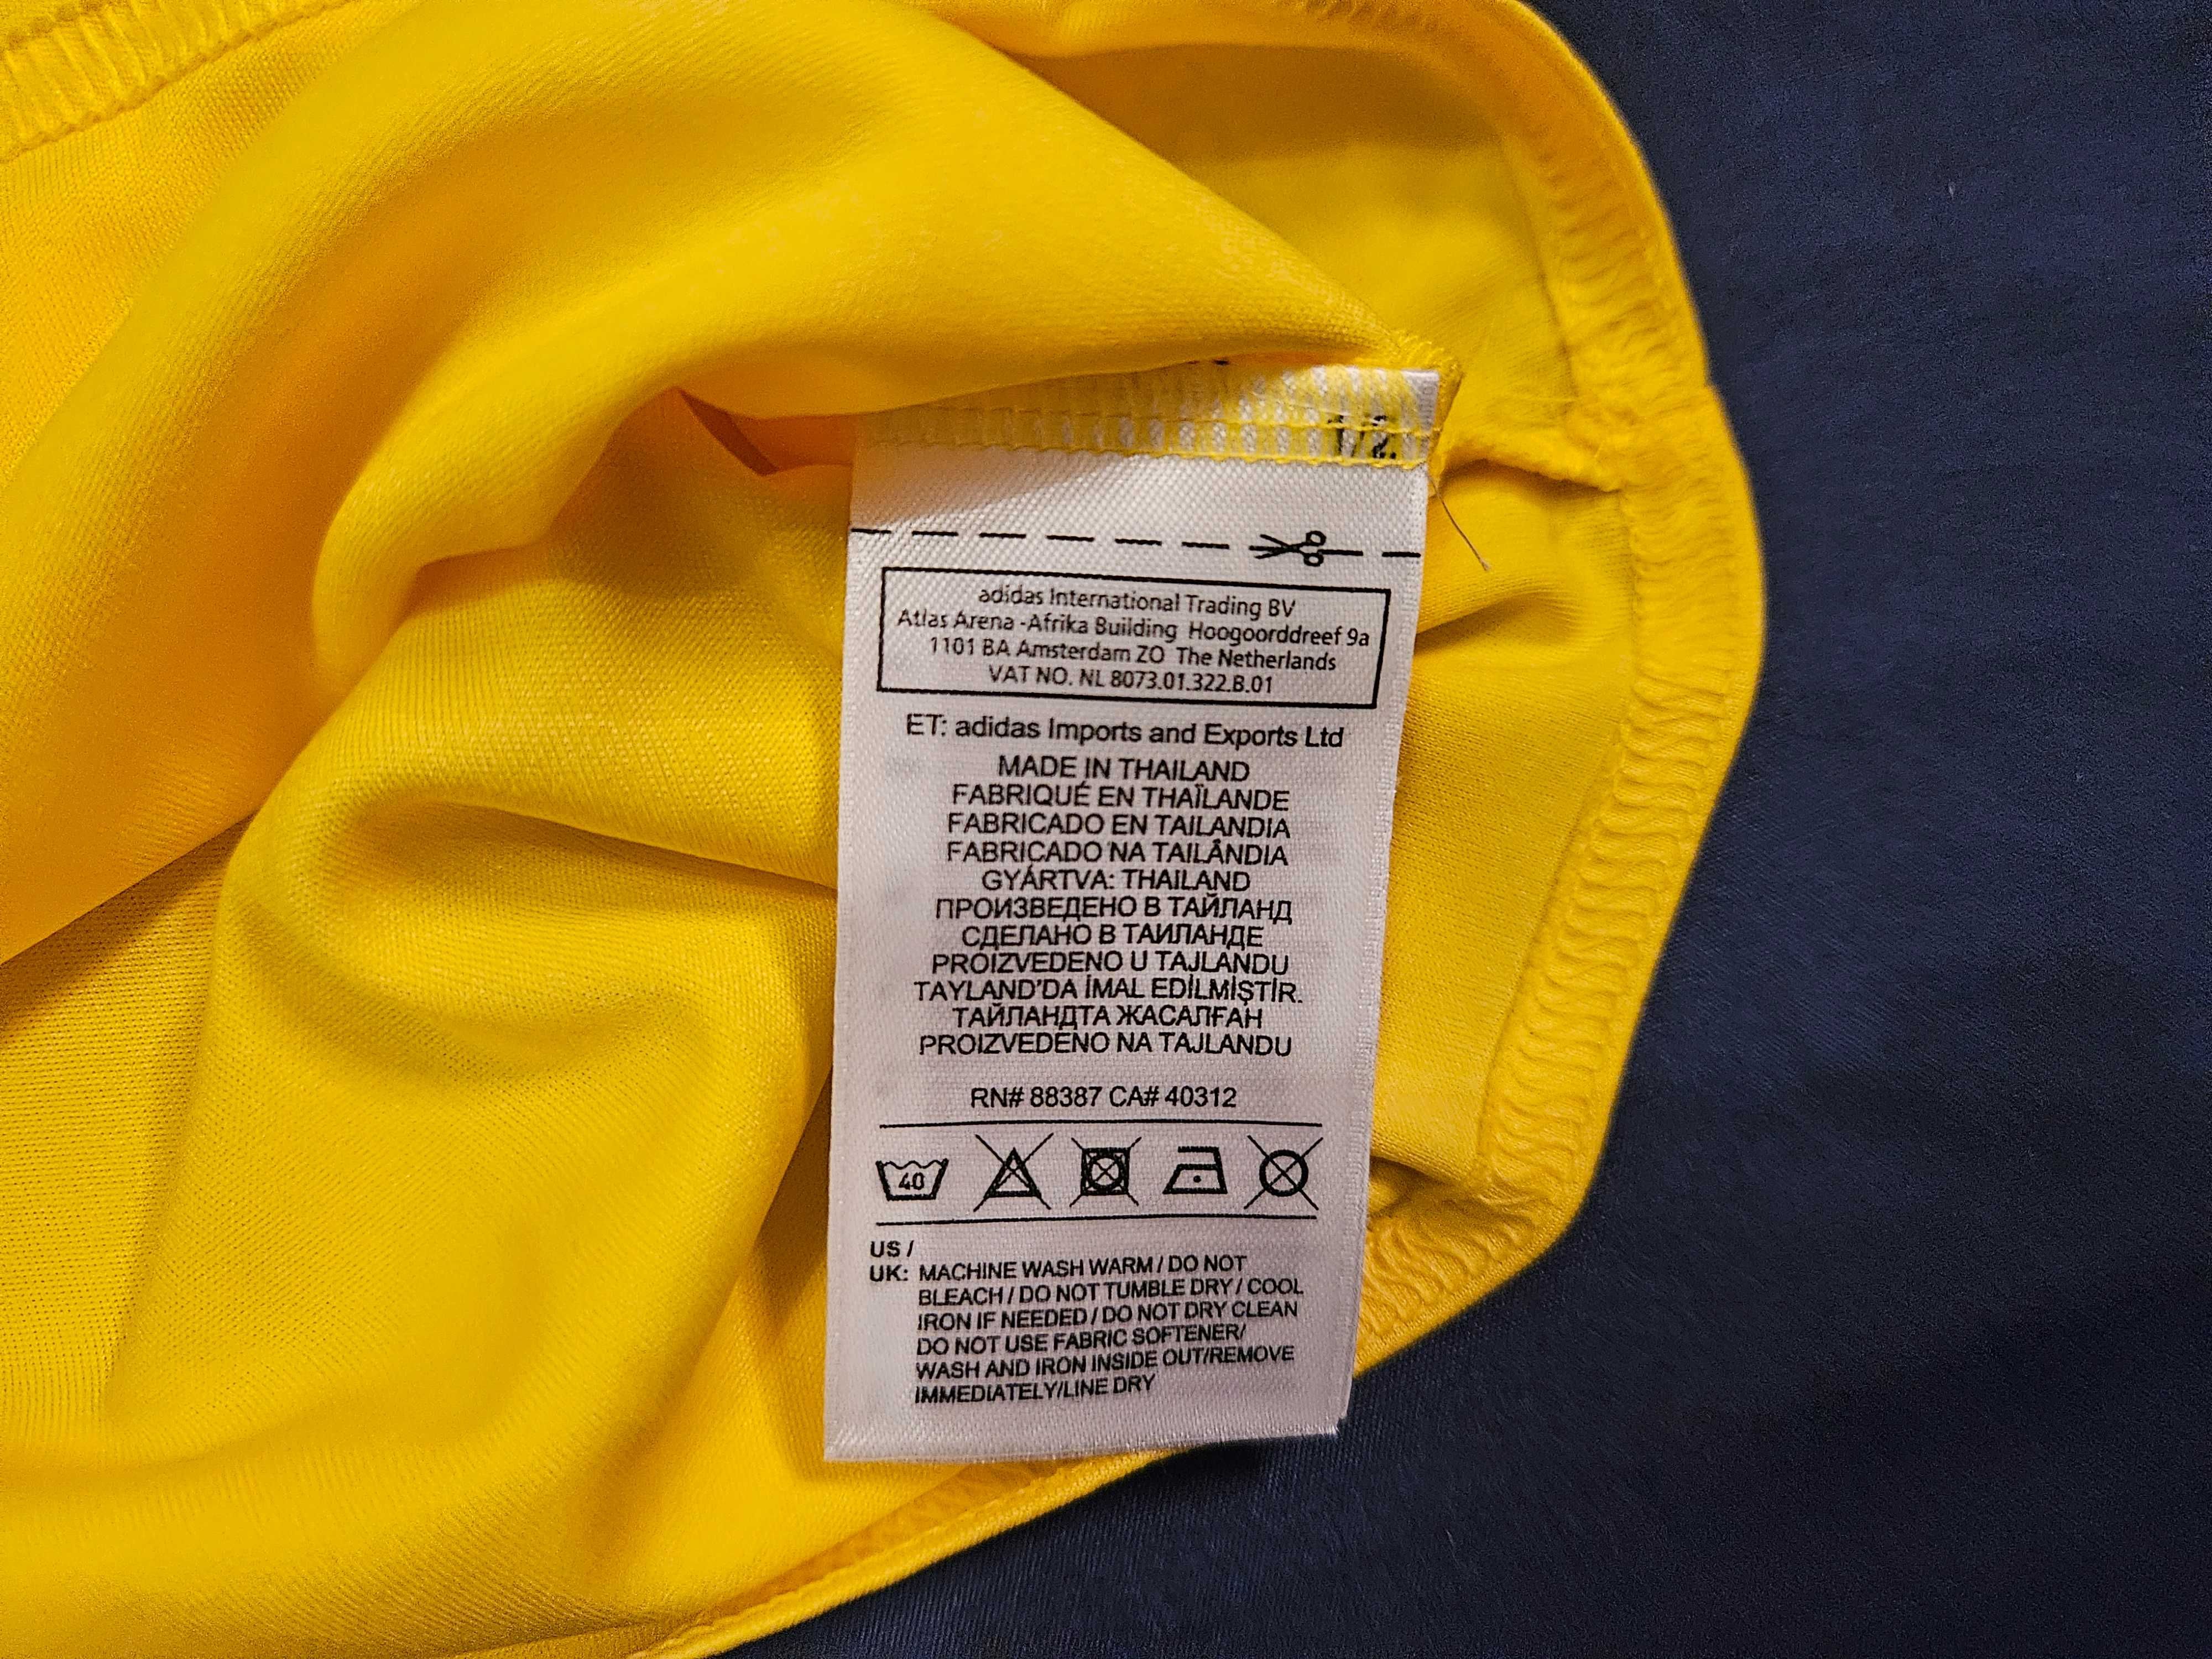 1/2.
adidas International Trading BV
Atlas Arena -Afrika Building Hoogoorddreef 9a
1101 BA Amsterdam ZO The Netherlands
VAT NO. NL 8073.01.322.B.01
ET: adidas Imports and Exports Ltd
MADE IN THAILAND
FABRIQUÉ EN THAÏLANDE
FABRICADO EN TAILANDIA
FABRICADO NA TAILÂNDIA
GYÁRTVA: THAILAND
ПРОИЗВЕДЕНО В ТАЙЛАНД
СДЕЛАНО В ТАИЛАНДЕ
PROIZVEDENO U TAJLANDU
TAYLAND'DA İMAL EDİLMİŞTİR.
ТАЙЛАНДТА ЖАСАЛҒАН
PROIZVEDENO NA TAJLANDU
RN# 88387 CA# 40312
40
US /
UK: MACHINE WASH WARM / DO NOT
BLEACH / DO NOT TUMBLE DRY / COOL
IRON IF NEEDED / DO NOT DRY CLEAN
DO NOT USE FABRIC SOFTENER/
WASH AND IRON INSIDE OUT/REMOVE
IMMEDIATELY/LINE DRY